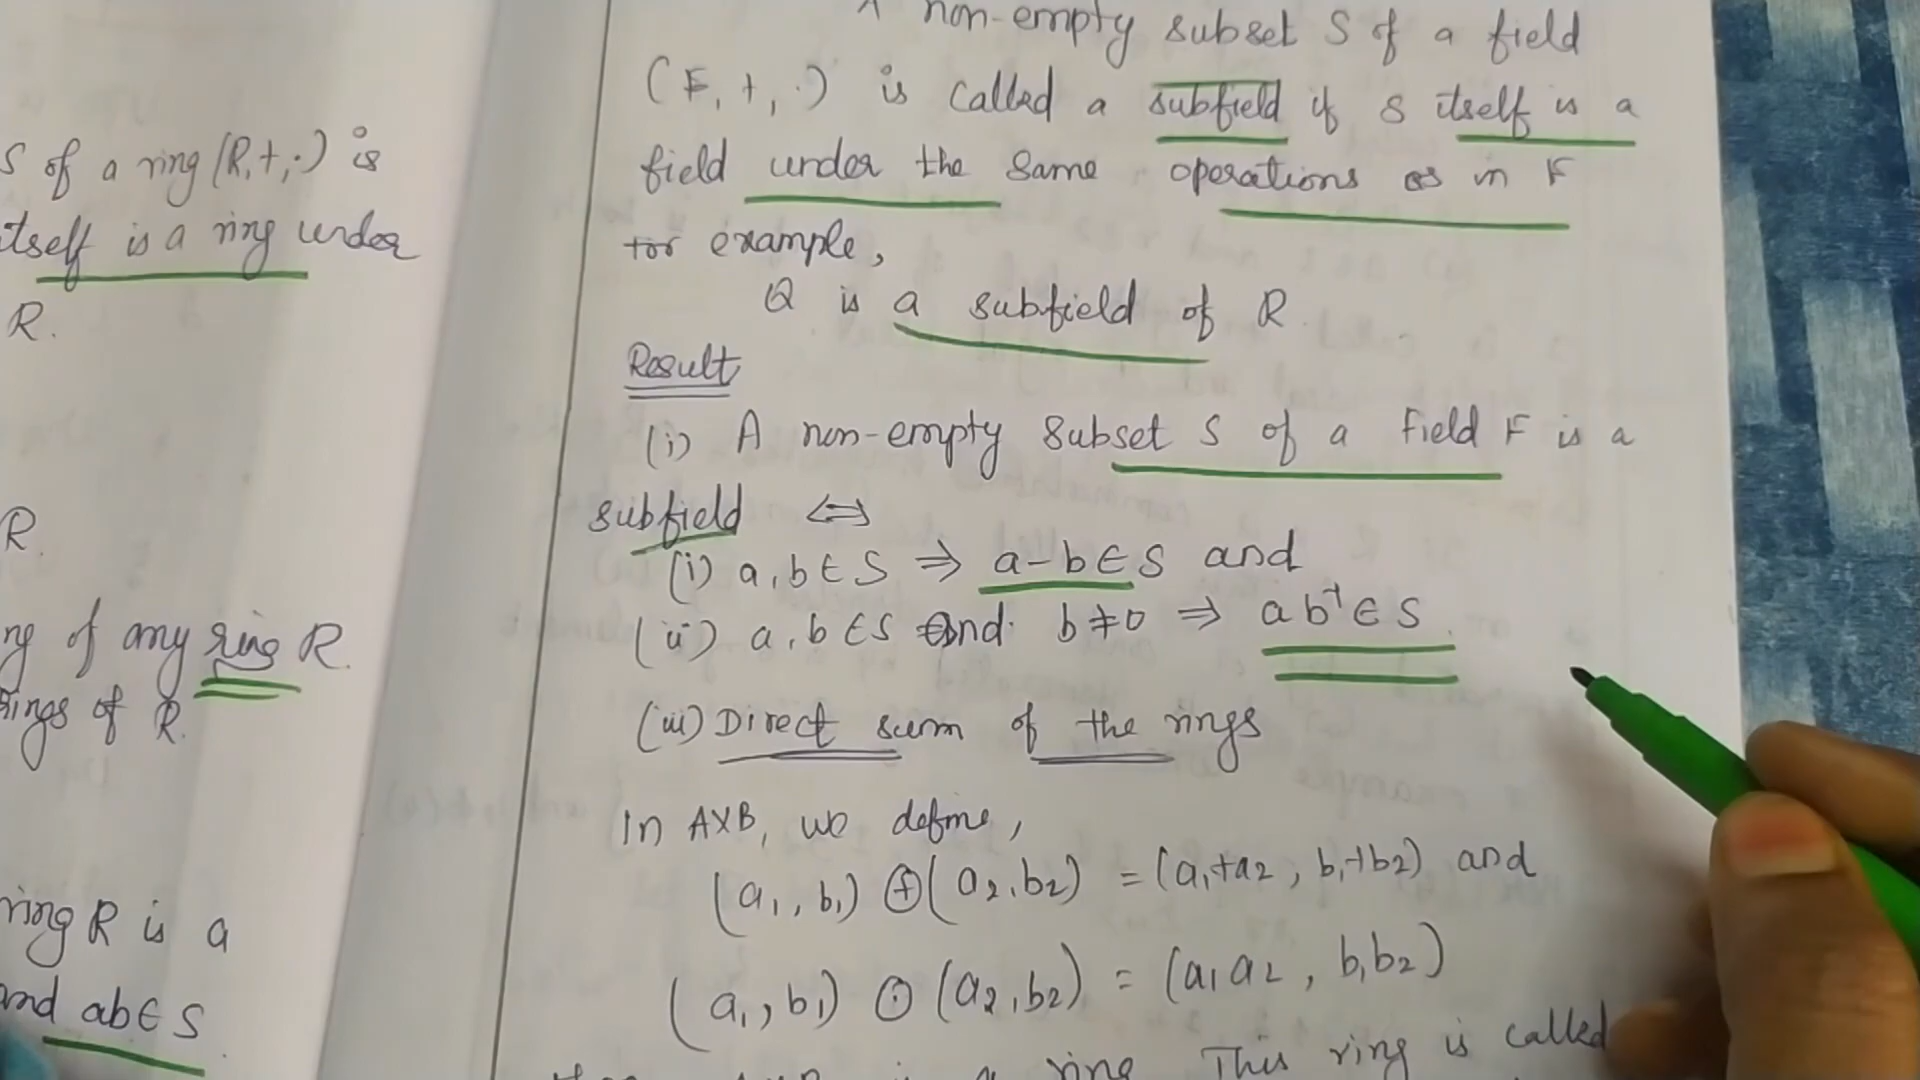 S of a ring (R,+,·) is
itself is a ring under
R.
R.
ng of any ring R.
rings of R.
ring R is a
and ab∈S.
A non-empty subset S of a field
(F,+,·) is called a subfield if S itself is a
field under the same operations as in F
for example,
Q is a subfield of R.
Result
(i) A non-empty subset S of a field F is a
subfield ⇔
(i) a,b∈S ⇒ a-b∈S and
(ii) a,b∈S and b≠0 ⇒ ab⁻¹∈S.
(iii) Direct sum of the rings
In AXB, we define,
(a₁,b₁) ⊕ (a₂,b₂) = (a₁+a₂, b₁+b₂) and
(a₁,b₁) ⊙ (a₂,b₂) = (a₁a₂, b₁b₂)
is a ring. This ring is called